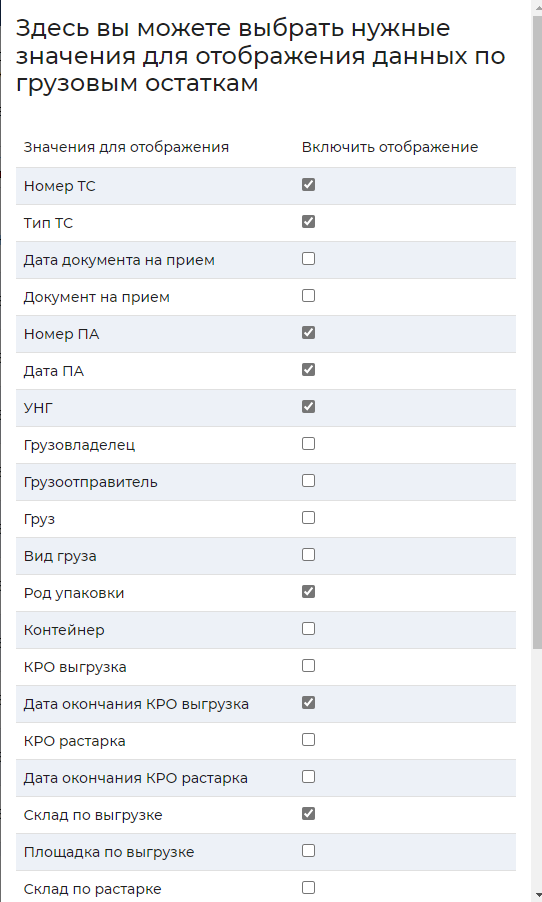 Здесь вы можете выбрать нужные
значения для отображения данных по
грузовым остаткам
Значения для отображения Включить отображение
Номер ТС
Тип ТС
Дата документа на прием
Документ на прием
Номер ПА
Дата ПА
УНГ
Грузовладелец
Грузоотправитель
Груз
Вид груза
Род упаковки
Контейнер
КРО выгрузка
Дата окончания КРО выгрузка
КРО растарка
Дата окончания КРО растарка
Склад по выгрузке
Площадка по выгрузке
Склад по растарке